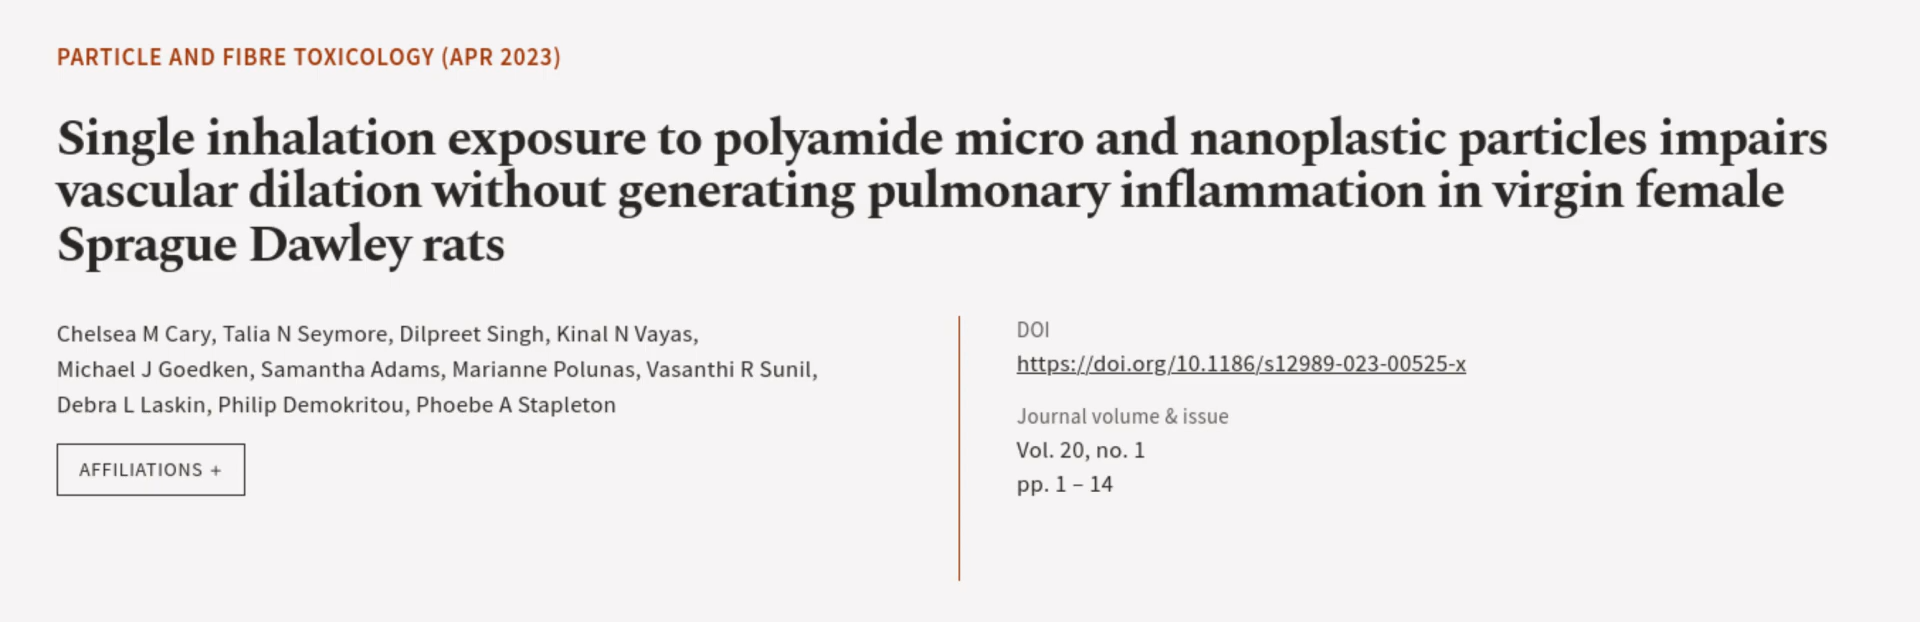 PARTICLE AND FIBRE TOXICOLOGY (APR 2023)
Single inhalation exposure to polyamide micro and nanoplastic particles impairs
vascular dilation without generating pulmonary inflammation in virgin female
Sprague Dawley rats
Chelsea M Cary, Talia N Seymore, Dilpreet Singh, Kinal N Vayas,
Michael J Goedken, Samantha Adams, Marianne Polunas, Vasanthi R Sunil,
Debra L Laskin, Philip Demokritou, Phoebe A Stapleton
AFFILIATIONS +
DOI
https://doi.org/10.1186/s12989-023-00525-x
Journal volume & issue
Vol. 20, no. 1
pp. 1 – 14